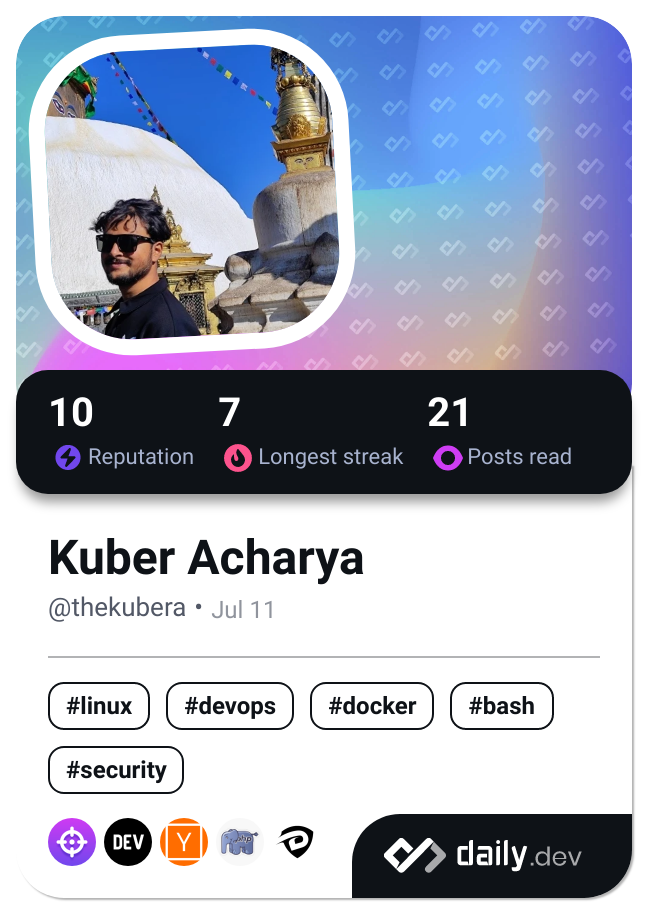 10 7 21
Reputation Longest streak Posts read
Kuber Acharya
@thekubera • Jul 11
#linux #devops #docker #bash
#security
DEV Y php
daily.dev